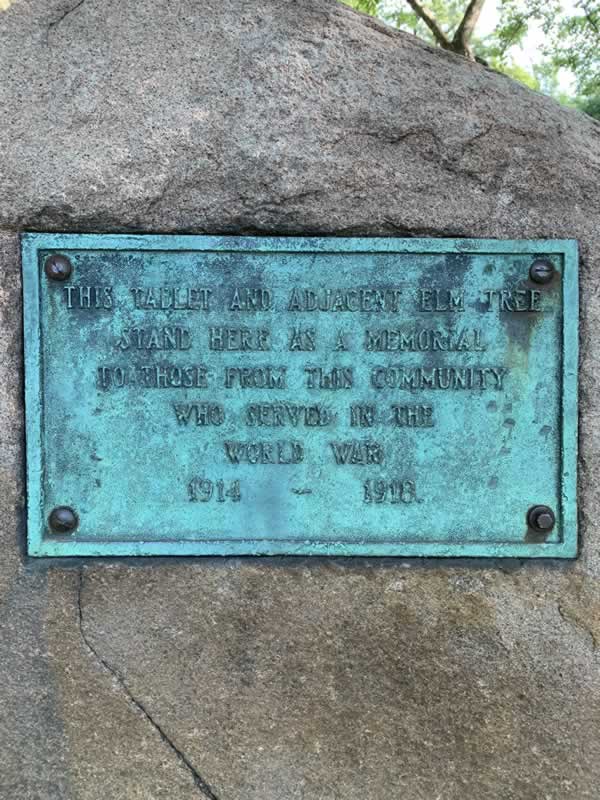 THIS TABLET AND ADJACENT ELM TREE
STAND HERE AS A MEMORIAL
TO THOSE FROM THIS COMMUNITY
WHO SERVED IN THE
WORLD WAR
1914 – 1918.